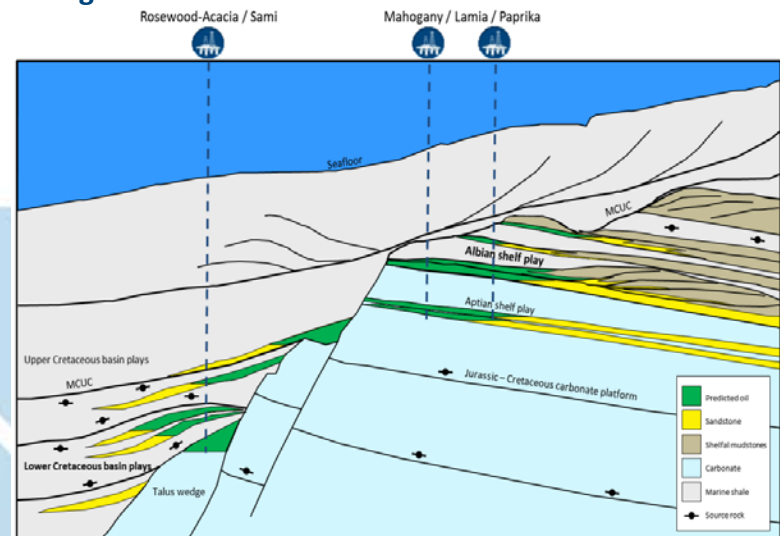 Rosewood-Acacia / Sami
Mahogany / Lamia / Paprika
Seafloor
MCUC
Albian shelf play
Aptian shelf play
Upper Cretaceous basin plays
MCUC
Jurassic – Cretaceous carbonate platform
Lower Cretaceous basin plays
Talus wedge
Predicted oil
Sandstone
Shelfal mudstones
Carbonate
Marine shale
Source rock